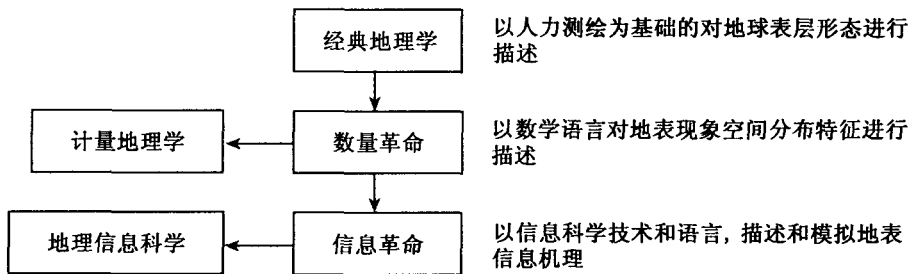 经典地理学
以人力测绘为基础的对地球表层形态进行
描述
计量地理学
数量革命
以数学语言对地表现象空间分布特征进行
描述
地理信息科学
信息革命
以信息科学技术和语言, 描述和模拟地表
信息机理